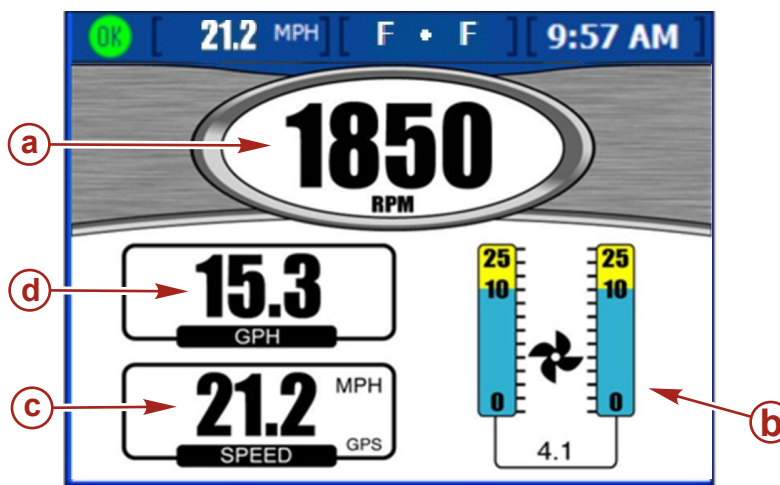 OK [ 21.2 MPH ] [ F • F ] [ 9:57 AM ]
a
1850
RPM
d
15.3
GPH
c
21.2 MPH
GPS
SPEED
25 25
10 10
0 0
4.1
b